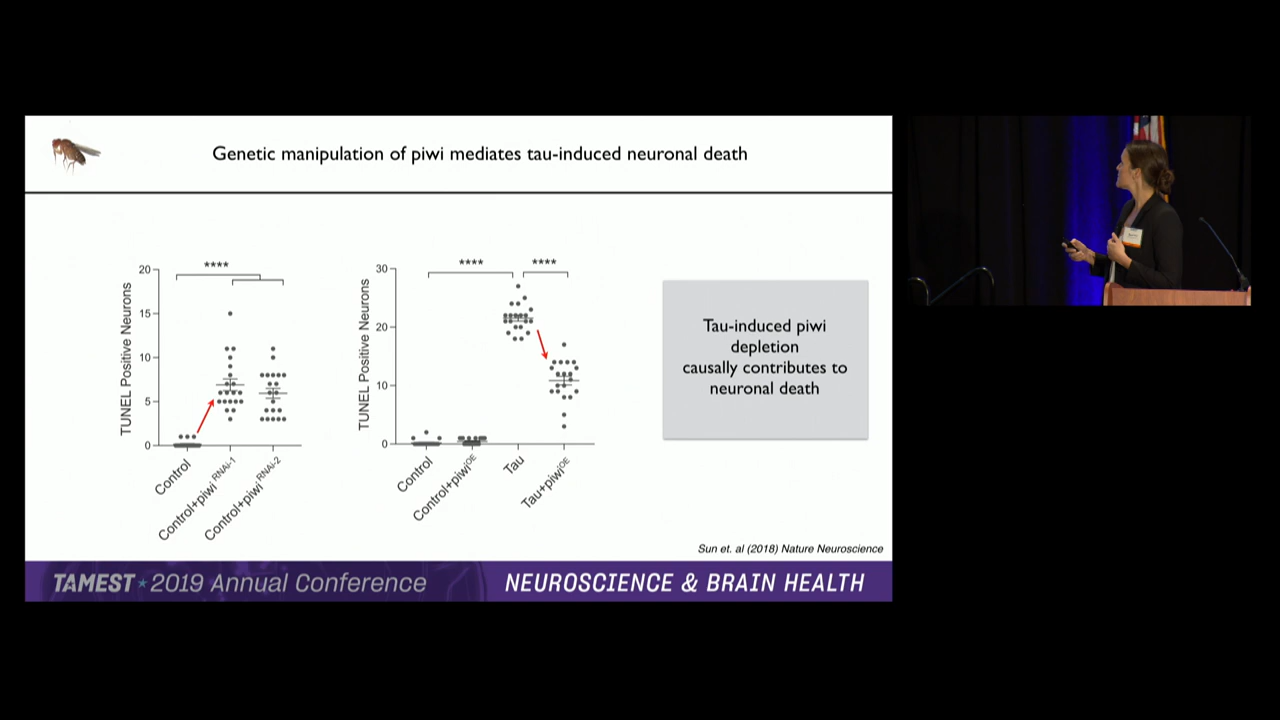 Genetic manipulation of piwi mediates tau-induced neuronal death
****
20
15
10
5
0
TUNEL Positive Neurons
Control
Control+piwi RNAi-1
Control+piwi RNAi-2
**** ****
30
20
10
0
TUNEL Positive Neurons
Control
Control+piwiOE
Tau
Tau+piwiOE
Tau-induced piwi
depletion
causally contributes to
neuronal death
Sun et. al (2018) Nature Neuroscience
TAMEST ★ 2019 Annual Conference
NEUROSCIENCE & BRAIN HEALTH